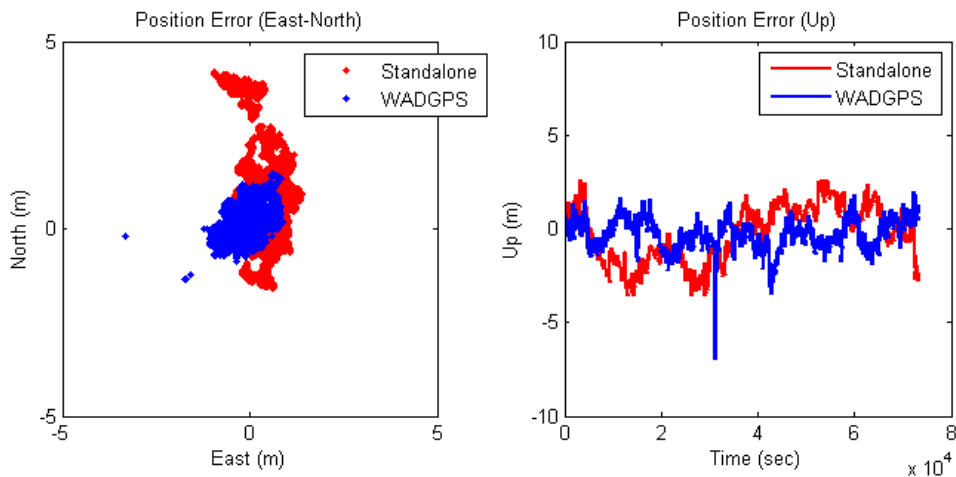 Position Error (East-North)
5
0
-5
-5
0
5
North (m)
East (m)
Standalone
WADGPS
Position Error (Up)
10
5
0
-5
-10
0
2
4
6
8
x 10^4
Up (m)
Time (sec)
Standalone
WADGPS